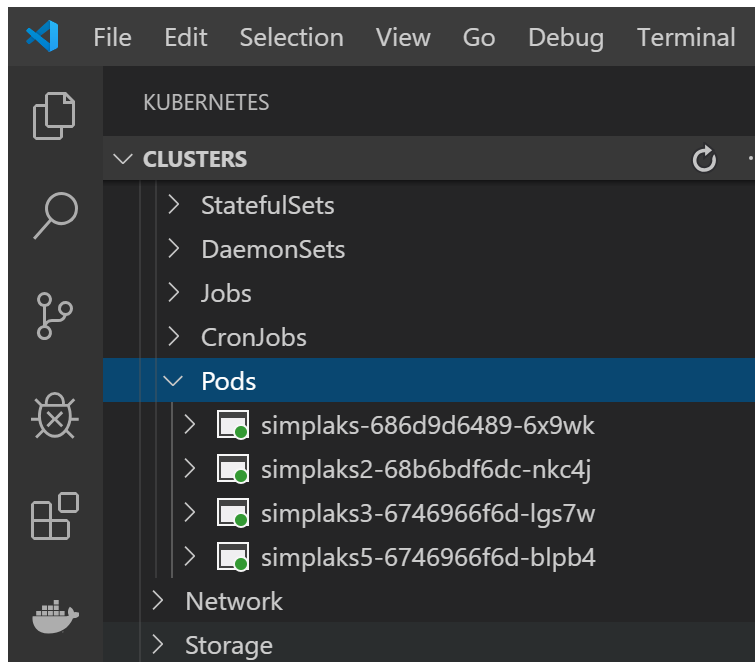 File Edit Selection View Go Debug Terminal
KUBERNETES
CLUSTERS
StatefulSets
DaemonSets
Jobs
CronJobs
Pods
simplaks-686d9d6489-6x9wk
simplaks2-68b6bdf6dc-nkc4j
simplaks3-6746966f6d-lgs7w
simplaks5-6746966f6d-blpb4
Network
Storage